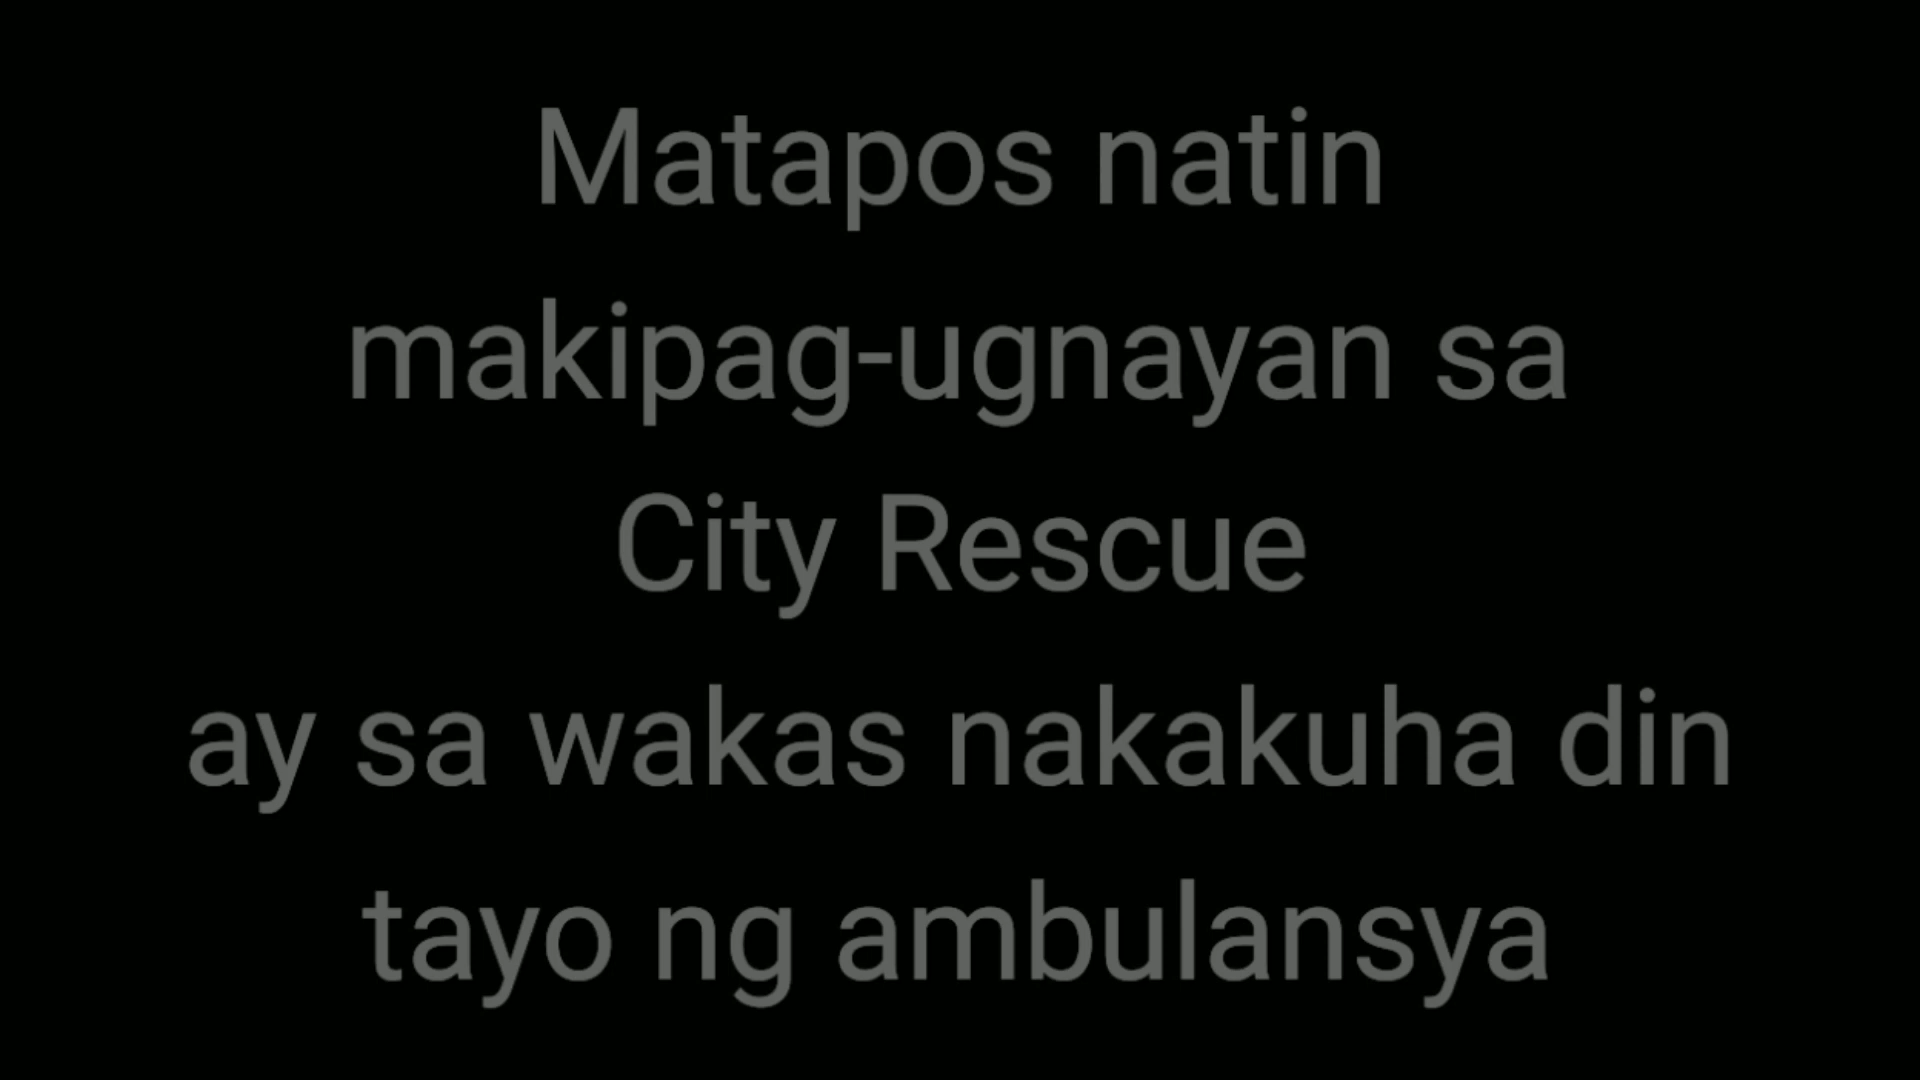 Matapos natin
makipag-ugnayan sa
City Rescue
ay sa wakas nakakuha din
tayo ng ambulansya